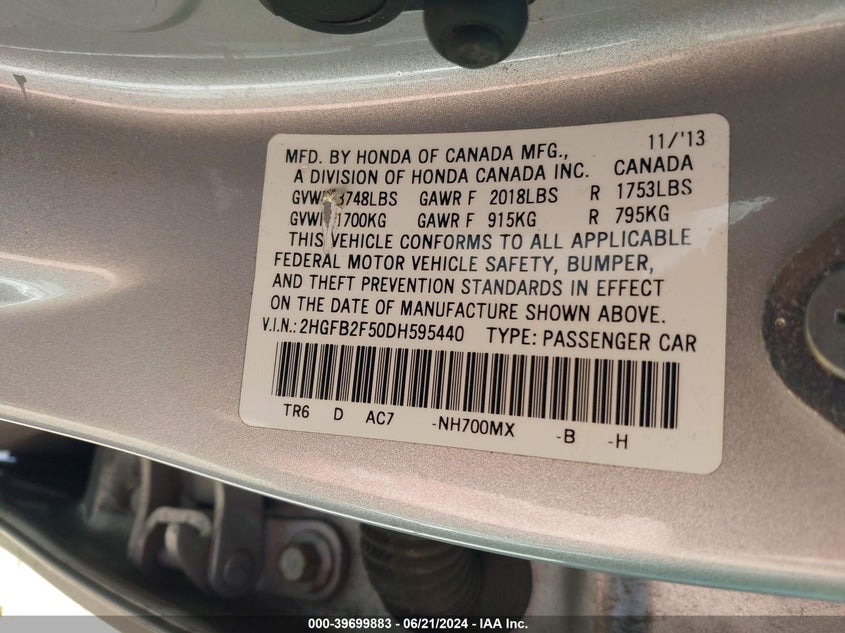 11/'13
MFD. BY HONDA OF CANADA MFG.,
A DIVISION OF HONDA CANADA INC. CANADA
3748LBS GAWR F 2018LBS R 1753LBS
1700KG GAWR F 915KG R 795KG
THIS VEHICLE CONFORMS TO ALL APPLICABLE
FEDERAL MOTOR VEHICLE SAFETY, BUMPER,
AND THEFT PREVENTION STANDARDS IN EFFECT
ON THE DATE OF MANUFACTURE SHOWN ABOVE.
V.I.N.: 2HGFB2F50DH595440 TYPE: PASSENGER CAR
TR6 D AC7 -NH700MX -B -H
000-39699883 - 06/21/2024 - IAA Inc.